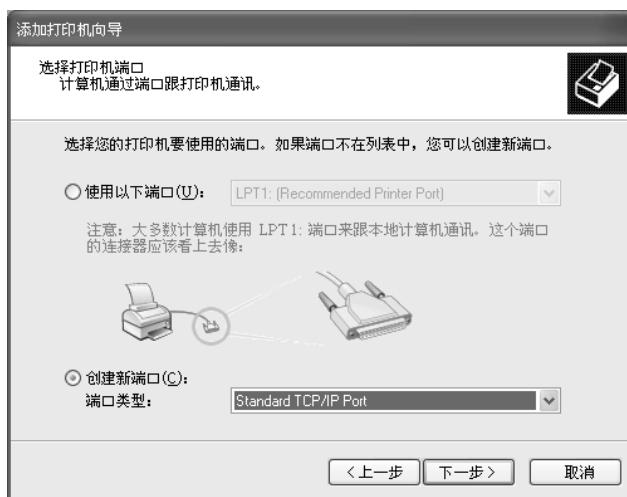 添加打印机向导
选择打印机端口
计算机通过端口跟打印机通讯。
选择您的打印机要使用的端口。如果端口不在列表中，您可以创建新端口。
使用以下端口(U)： LPT1: (Recommended Printer Port)
注意：大多数计算机使用 LPT1: 端口来跟本地计算机通讯。这个端口
的连接器应该看上去像：
创建新端口(C)：
端口类型： Standard TCP/IP Port
<上一步 下一步> 取消